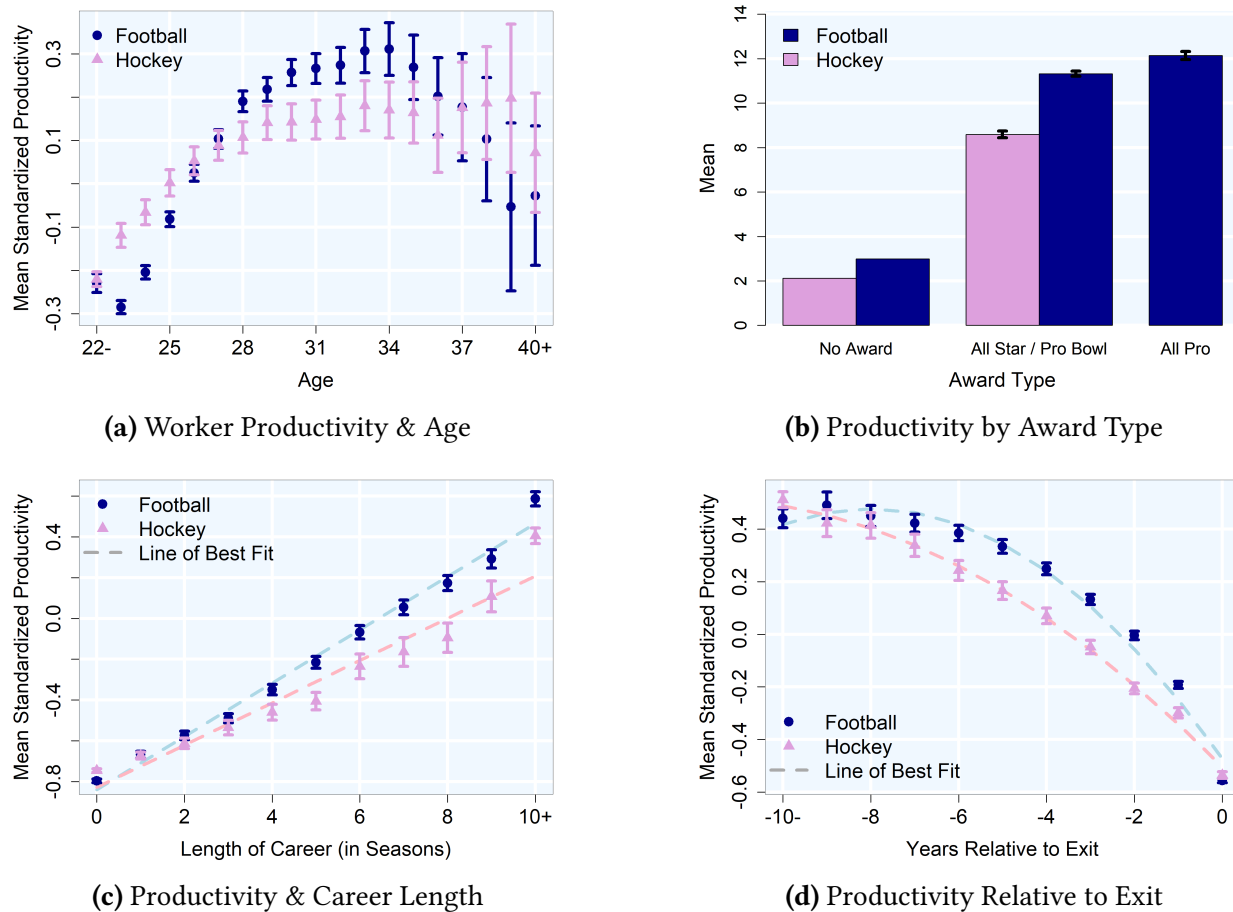 Mean Standardized Productivity
0.3
0.1
-0.1
-0.3
Football
Hockey
22-
25
28
31
34
37
40+
Age
(a) Worker Productivity & Age
Mean
14
12
10
8
6
4
2
0
Football
Hockey
No Award
All Star / Pro Bowl
All Pro
Award Type
(b) Productivity by Award Type
Mean Standardized Productivity
0.4
0.0
-0.4
-0.8
Football
Hockey
Line of Best Fit
0
2
4
6
8
10+
Length of Career (in Seasons)
(c) Productivity & Career Length
Mean Standardized Productivity
0.4
0.2
0.0
-0.2
-0.4
-0.6
Football
Hockey
Line of Best Fit
-10-
-8
-6
-4
-2
0
Years Relative to Exit
(d) Productivity Relative to Exit